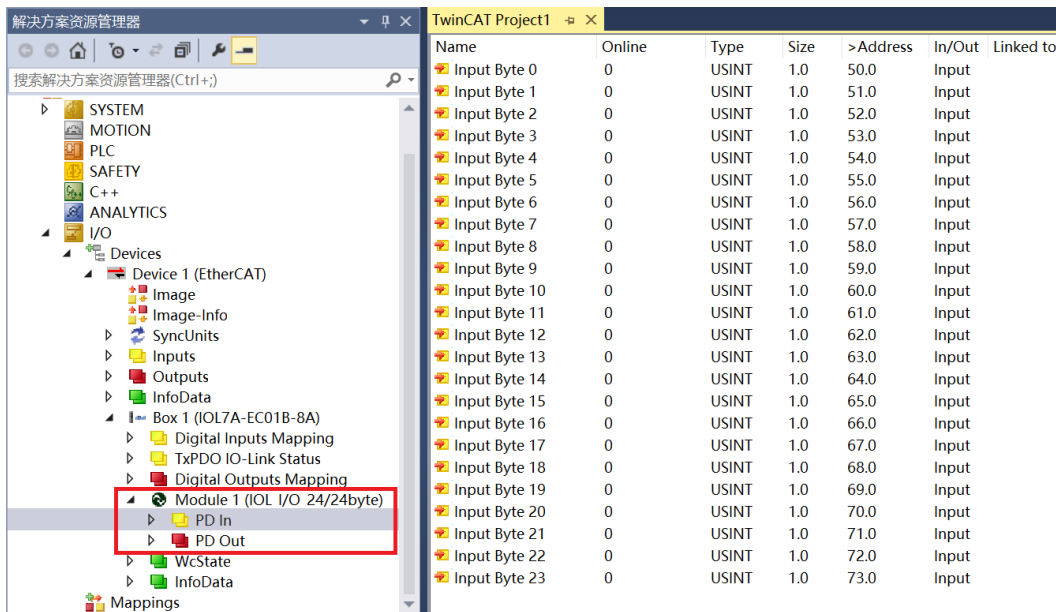 解决方案资源管理器
搜索解决方案资源管理器(Ctrl+;)
SYSTEM
MOTION
PLC
SAFETY
C++
ANALYTICS
I/O
Devices
Device 1 (EtherCAT)
Image
Image-Info
SyncUnits
Inputs
Outputs
InfoData
Box 1 (IOL7A-EC01B-8A)
Digital Inputs Mapping
TxPDO IO-Link Status
Digital Outputs Mapping
Module 1 (IOL I/O 24/24byte)
PD In
PD Out
WcState
InfoData
Mappings
TwinCAT Project1
Name Online Type Size >Address In/Out Linked to
Input Byte 0 0 USINT 1.0 50.0 Input
Input Byte 1 0 USINT 1.0 51.0 Input
Input Byte 2 0 USINT 1.0 52.0 Input
Input Byte 3 0 USINT 1.0 53.0 Input
Input Byte 4 0 USINT 1.0 54.0 Input
Input Byte 5 0 USINT 1.0 55.0 Input
Input Byte 6 0 USINT 1.0 56.0 Input
Input Byte 7 0 USINT 1.0 57.0 Input
Input Byte 8 0 USINT 1.0 58.0 Input
Input Byte 9 0 USINT 1.0 59.0 Input
Input Byte 10 0 USINT 1.0 60.0 Input
Input Byte 11 0 USINT 1.0 61.0 Input
Input Byte 12 0 USINT 1.0 62.0 Input
Input Byte 13 0 USINT 1.0 63.0 Input
Input Byte 14 0 USINT 1.0 64.0 Input
Input Byte 15 0 USINT 1.0 65.0 Input
Input Byte 16 0 USINT 1.0 66.0 Input
Input Byte 17 0 USINT 1.0 67.0 Input
Input Byte 18 0 USINT 1.0 68.0 Input
Input Byte 19 0 USINT 1.0 69.0 Input
Input Byte 20 0 USINT 1.0 70.0 Input
Input Byte 21 0 USINT 1.0 71.0 Input
Input Byte 22 0 USINT 1.0 72.0 Input
Input Byte 23 0 USINT 1.0 73.0 Input